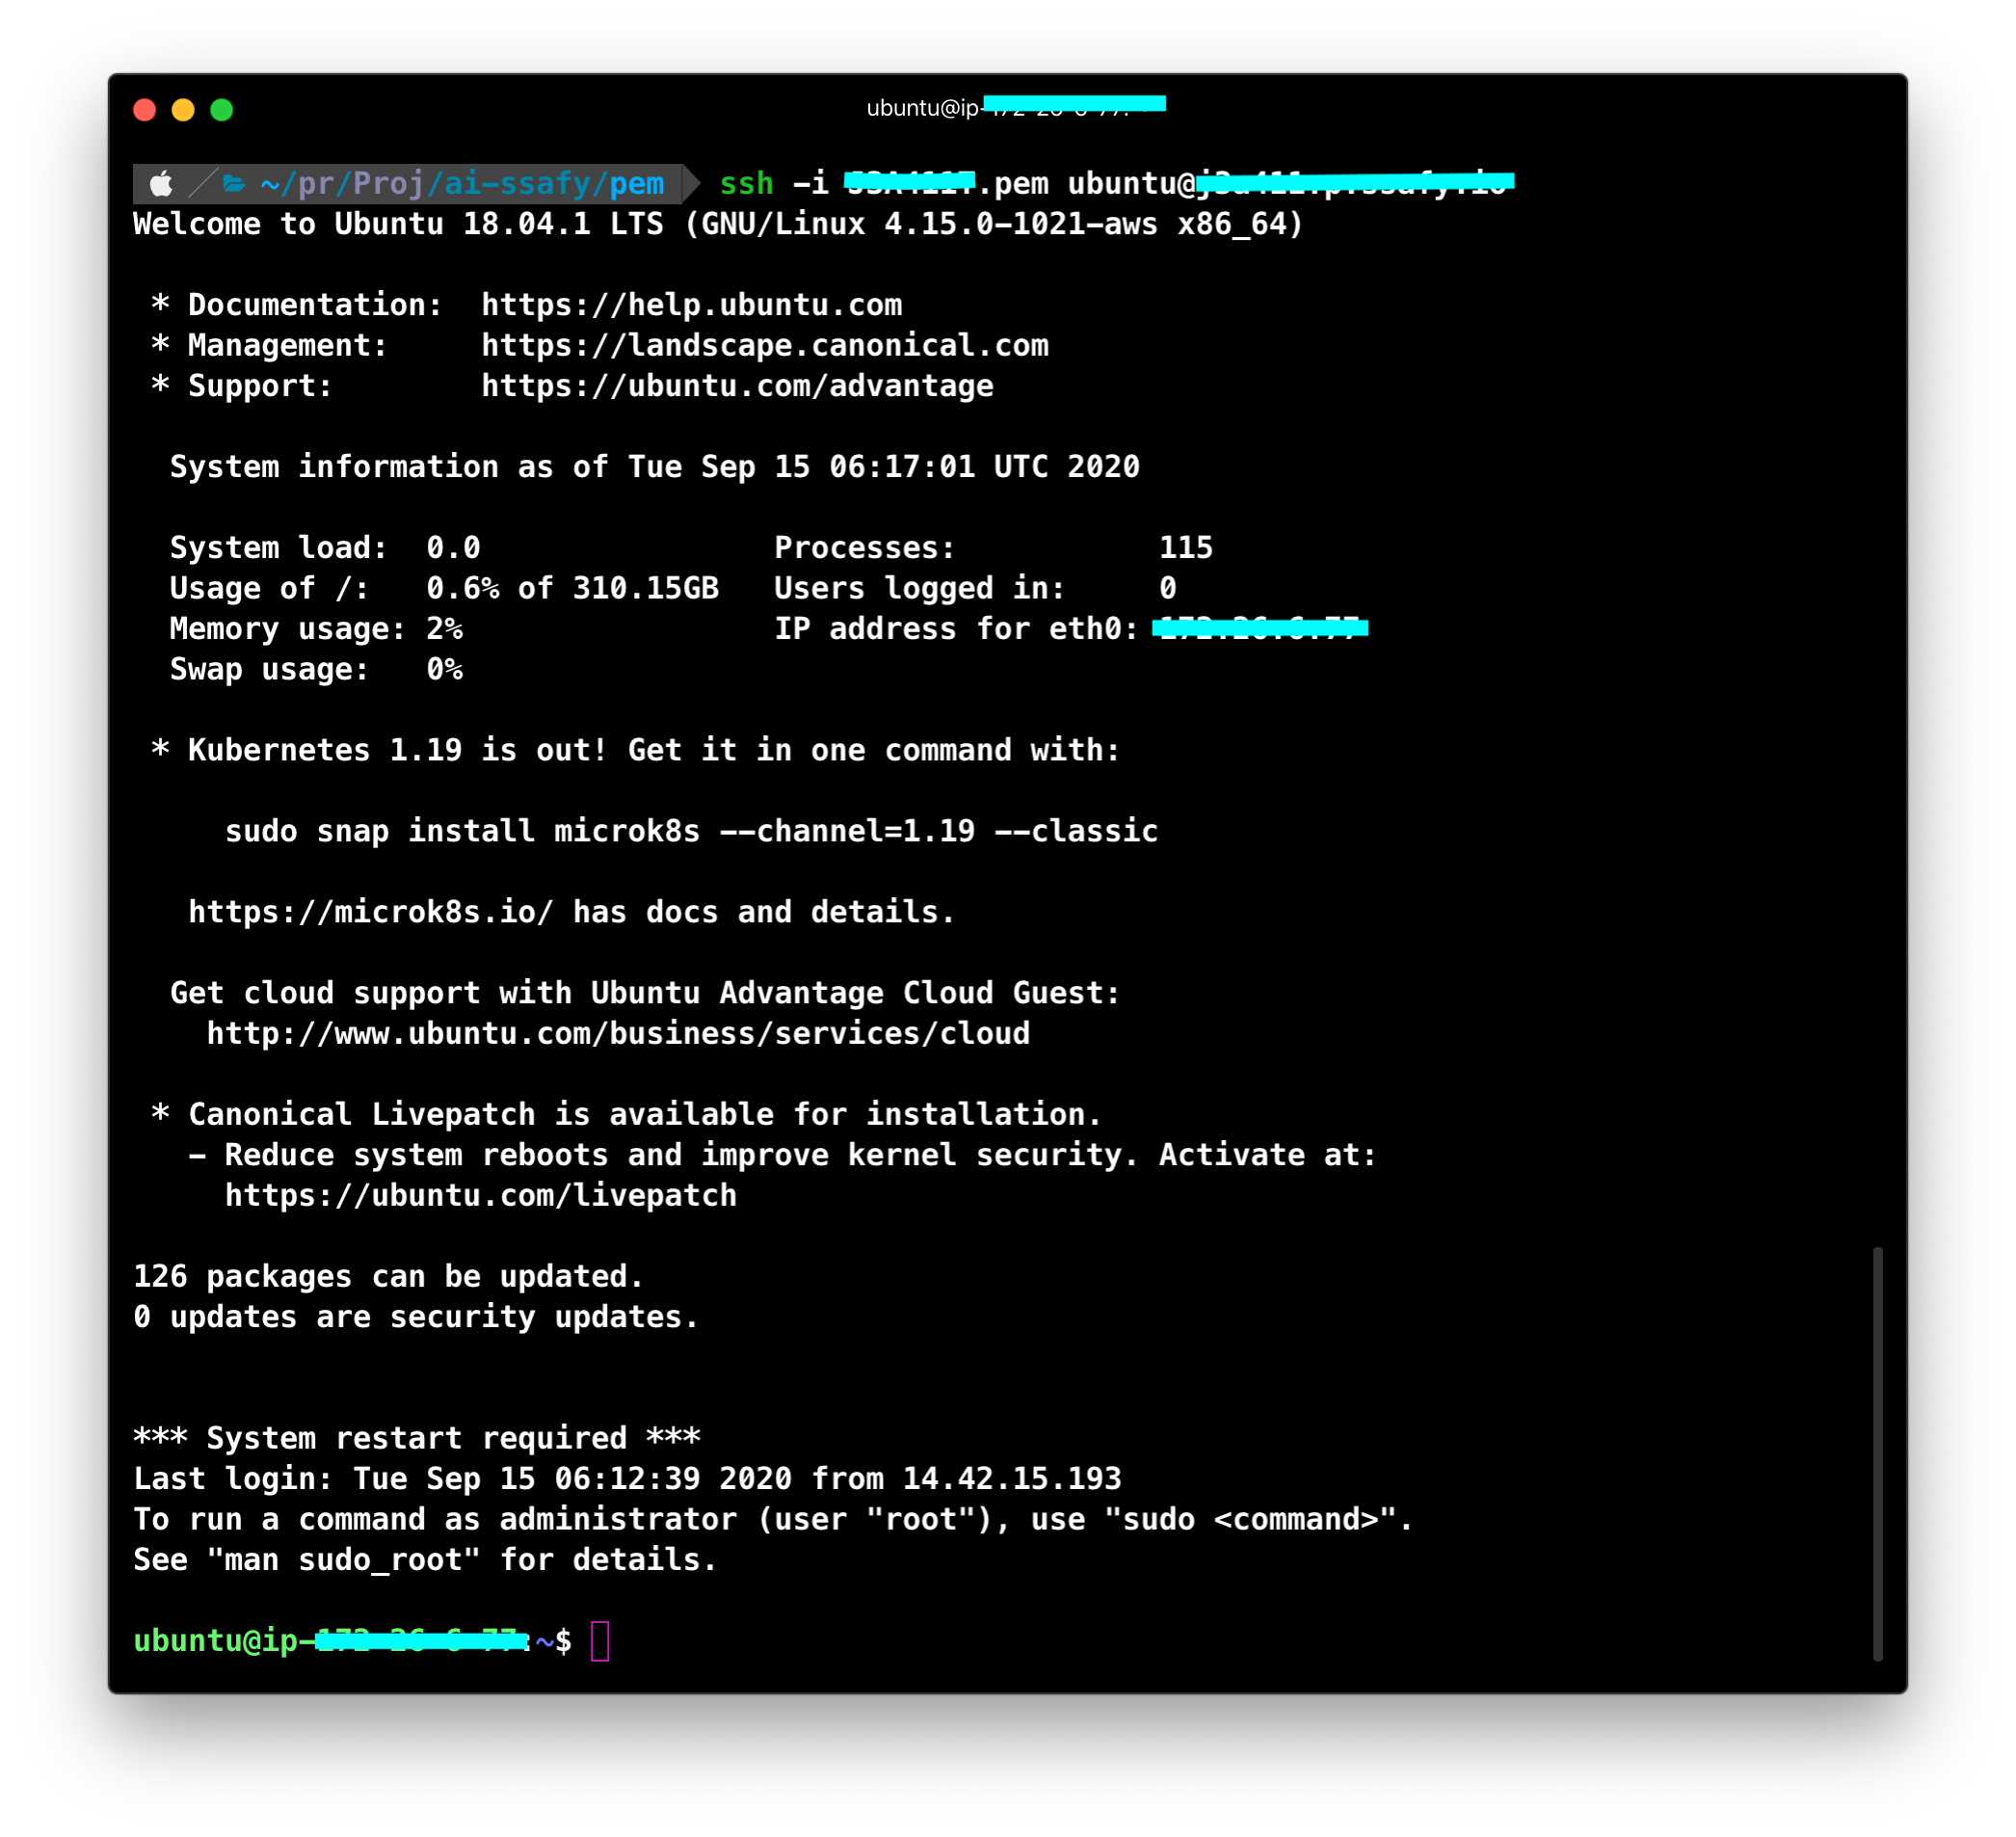 ubuntu@ip-
~/pr/Proj/ai-ssafy/pem ssh -i .pem ubuntu@
Welcome to Ubuntu 18.04.1 LTS (GNU/Linux 4.15.0-1021-aws x86_64)
* Documentation: https://help.ubuntu.com
* Management: https://landscape.canonical.com
* Support: https://ubuntu.com/advantage
System information as of Tue Sep 15 06:17:01 UTC 2020
System load: 0.0 Processes: 115
Usage of /: 0.6% of 310.15GB Users logged in: 0
Memory usage: 2% IP address for eth0:
Swap usage: 0%
* Kubernetes 1.19 is out! Get it in one command with:
sudo snap install microk8s --channel=1.19 --classic
https://microk8s.io/ has docs and details.
Get cloud support with Ubuntu Advantage Cloud Guest:
http://www.ubuntu.com/business/services/cloud
* Canonical Livepatch is available for installation.
- Reduce system reboots and improve kernel security. Activate at:
https://ubuntu.com/livepatch
126 packages can be updated.
0 updates are security updates.
*** System restart required ***
Last login: Tue Sep 15 06:12:39 2020 from 14.42.15.193
To run a command as administrator (user "root"), use "sudo <command>".
See "man sudo_root" for details.
ubuntu@ip-:~$